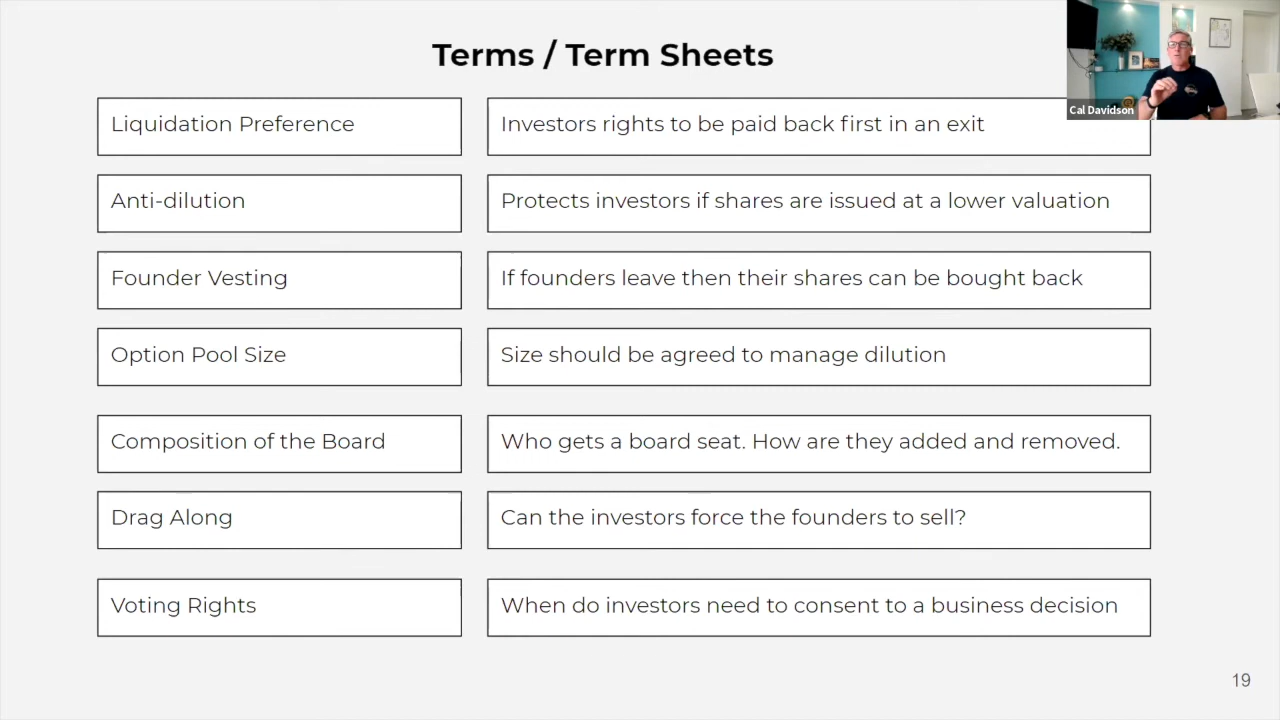 Terms / Term Sheets
Cal Davidson
Liquidation Preference
Investors rights to be paid back first in an exit
Anti-dilution
Protects investors if shares are issued at a lower valuation
Founder Vesting
If founders leave then their shares can be bought back
Option Pool Size
Size should be agreed to manage dilution
Composition of the Board
Who gets a board seat. How are they added and removed.
Drag Along
Can the investors force the founders to sell?
Voting Rights
When do investors need to consent to a business decision
19